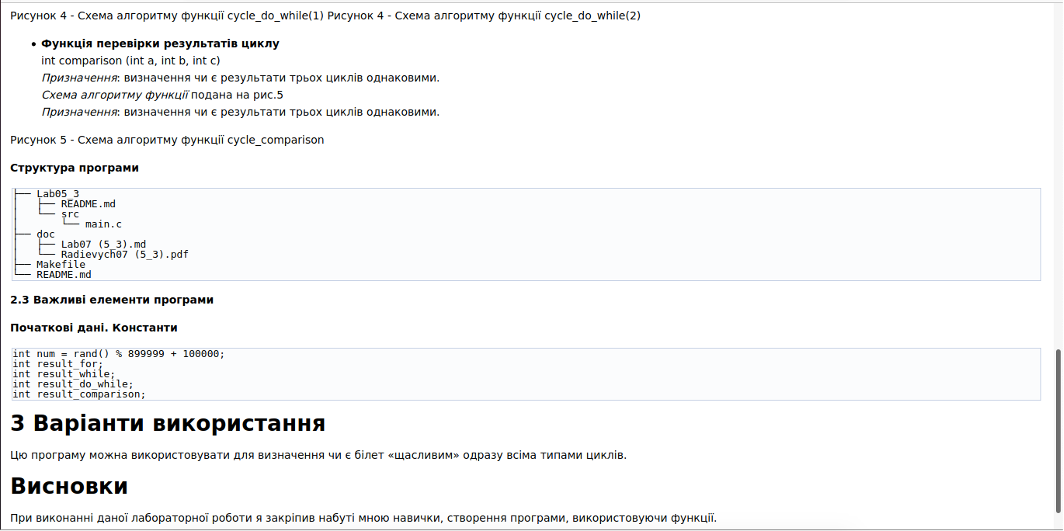 Рисунок 4 - Схема алгоритму функції cycle_do_while(1) Рисунок 4 - Схема алгоритму функції cycle_do_while(2)
• Функція перевірки результатів циклу
int comparison (int a, int b, int c)
Призначення: визначення чи є результати трьох циклів однаковими.
Схема алгоритму функції подана на рис.5
Призначення: визначення чи є результати трьох циклів однаковими.
Рисунок 5 - Схема алгоритму функції cycle_comparison
Структура програми
├── Lab05_3
│   ├── README.md
│   └── src
│       └── main.c
├── doc
│   ├── Lab07 (5_3).md
│   └── Radievych07 (5_3).pdf
├── Makefile
└── README.md
2.3 Важливі елементи програми
Початкові дані. Константи
int num = rand() % 899999 + 100000;
int result_for;
int result_while;
int result_do_while;
int result_comparison;
3 Варіанти використання
Цю програму можна використовувати для визначення чи є білет «щасливим» одразу всіма типами циклів.
Висновки
При виконанні даної лабораторної роботи я закріпив набуті мною навички, створення програми, використовуючи функції.